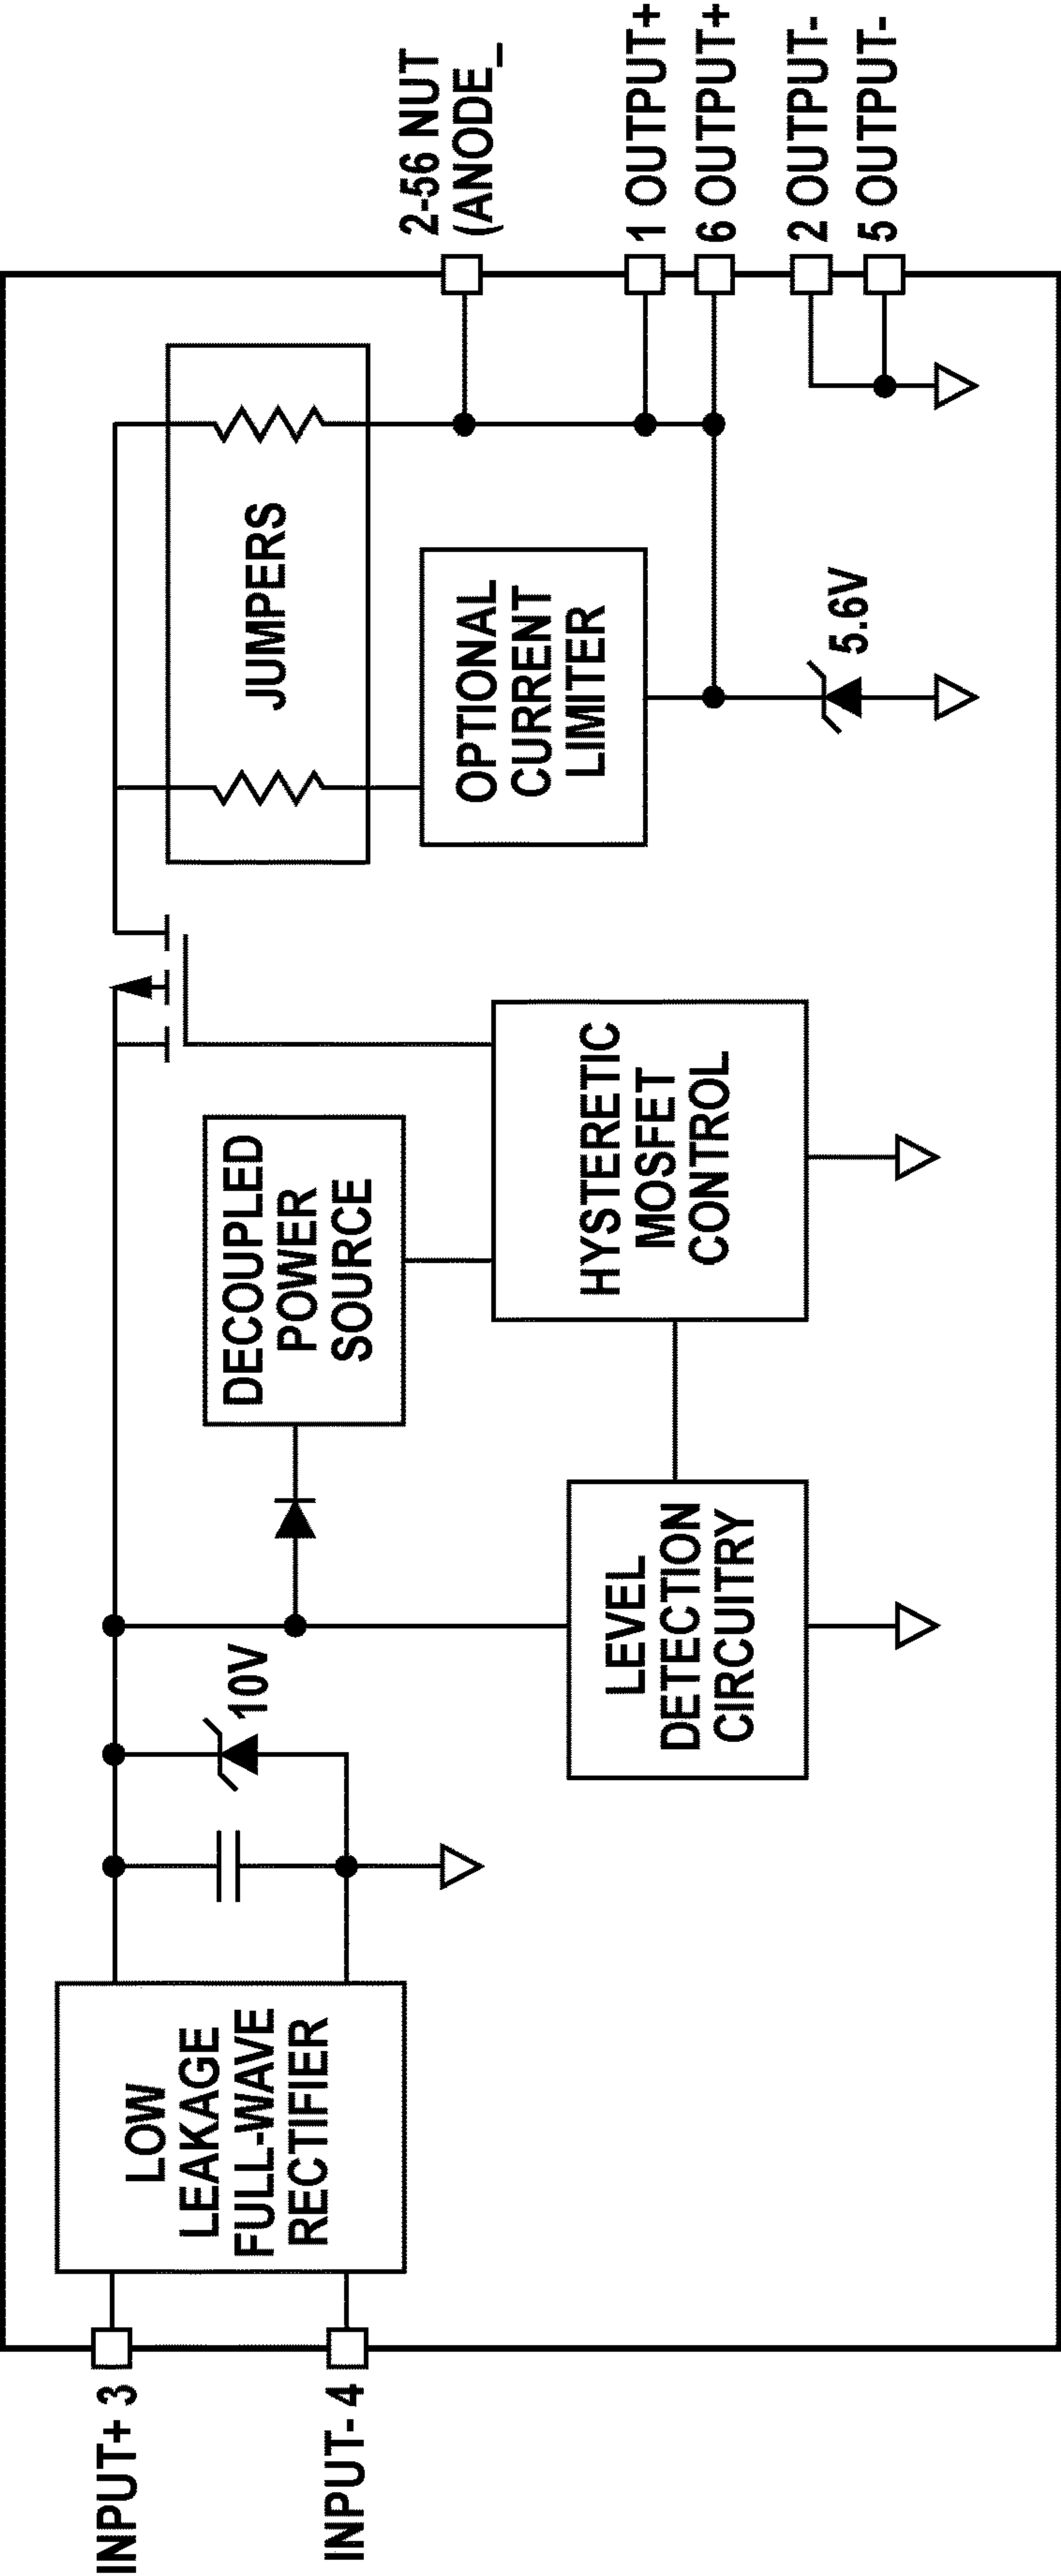 INPUT+ 3
INPUT- 4
LOW
LEAKAGE
FULL-WAVE
RECTIFIER
10V
DECOUPLED
POWER
SOURCE
LEVEL
DETECTION
CIRCUITRY
HYSTERETIC
MOSFET
CONTROL
JUMPERS
OPTIONAL
CURRENT
LIMITER
5.6V
2-56 NUT
(ANODE_
1 OUTPUT+
6 OUTPUT+
2 OUTPUT-
5 OUTPUT-